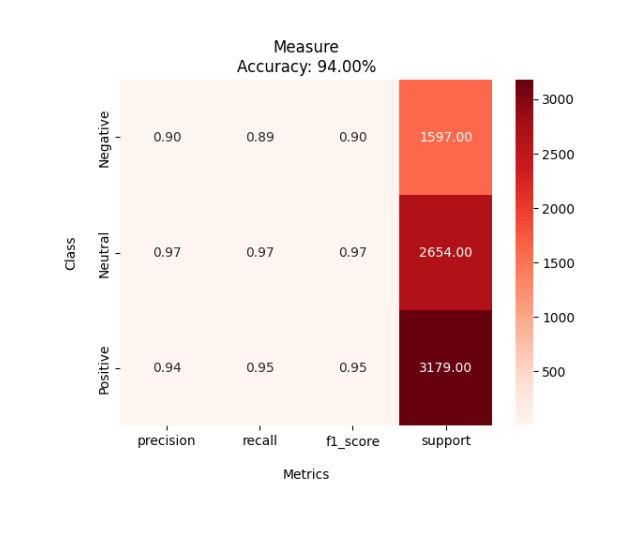 Measure
Accuracy: 94.00%
Negative 0.90 0.89 0.90 1597.00
Neutral 0.97 0.97 0.97 2654.00
Positive 0.94 0.95 0.95 3179.00
Class
precision recall f1_score support
Metrics
3000
2500
2000
1500
1000
500